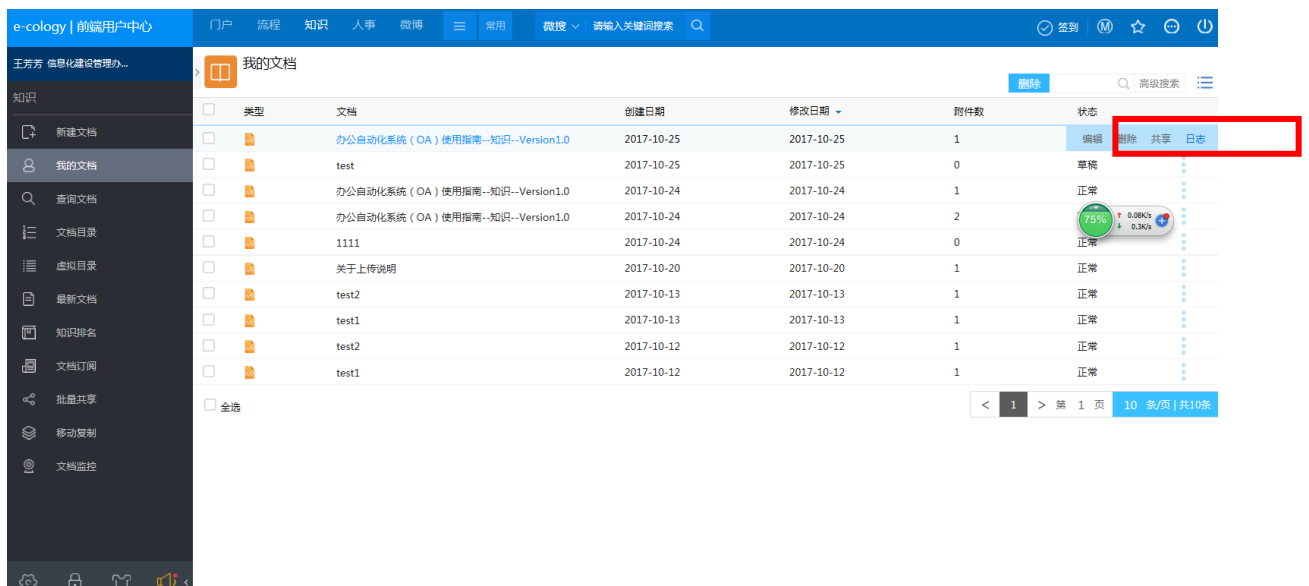 e-cology | 前端用户中心 门户 流程 知识 人事 微博 常用 微搜 请输入关键词搜索 签到 M
王芳芳 信息化建设管理办...
我的文档
删除 高级搜索
知识
类型 文档 创建日期 修改日期 附件数 状态
新建文档
办公自动化系统（OA）使用指南--知识--Version1.0 2017-10-25 2017-10-25 1 编辑 删除 共享 日志
我的文档
test 2017-10-25 2017-10-25 0 草稿
查询文档
办公自动化系统（OA）使用指南--知识--Version1.0 2017-10-24 2017-10-24 1 正常
办公自动化系统（OA）使用指南--知识--Version1.0 2017-10-24 2017-10-24 2
75% 0.08K/s
0.3K/s
文档目录
1111 2017-10-24 2017-10-24 0 正常
虚拟目录
关于上传说明 2017-10-20 2017-10-20 1 正常
最新文档
test2 2017-10-13 2017-10-13 1 正常
test1 2017-10-13 2017-10-13 1 正常
知识排名
test2 2017-10-12 2017-10-12 1 正常
文档订阅
test1 2017-10-12 2017-10-12 1 正常
批量共享
全选 < 1 > 第 1 页 10 条/页 | 共10条
移动复制
文档监控